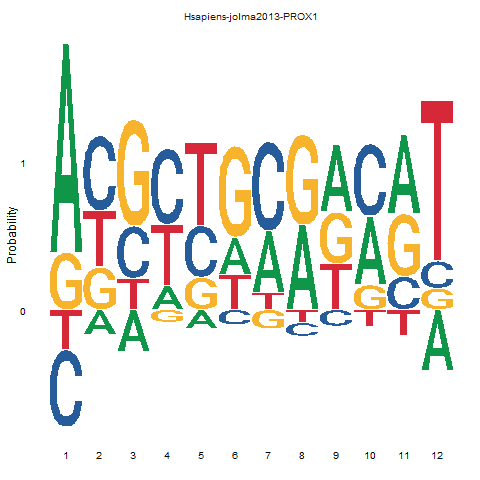 Hsapiens-jolma2013-PROX1
Probability
1
0
A C G C T G C G A C A T
G T C T C A A A G A G C
T G T A G T T T T G C G
C A A G A C G C C T T A
1 2 3 4 5 6 7 8 9 10 11 12